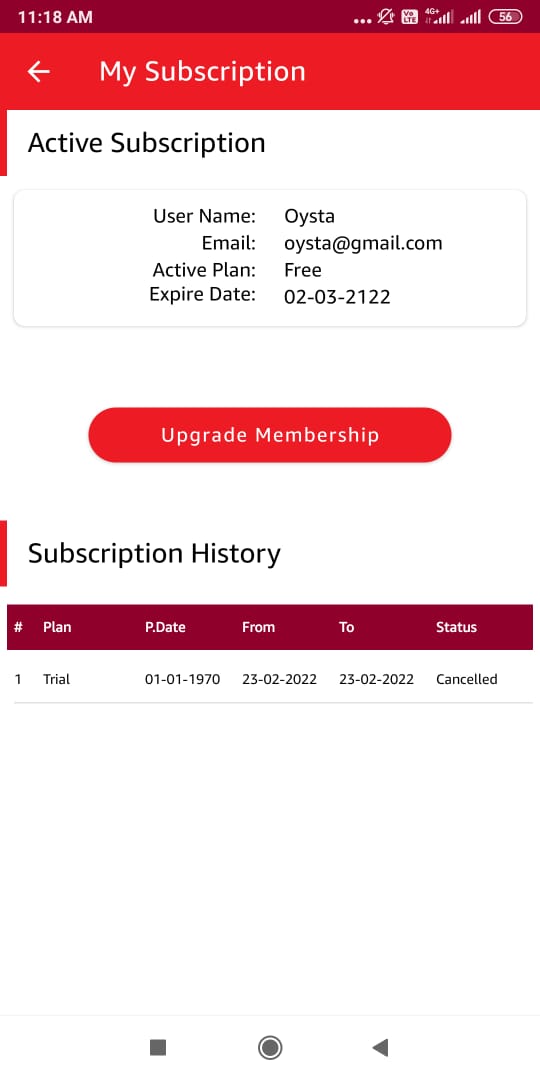 11:18 AM
Vo LTE 4G+ 56
My Subscription
Active Subscription
User Name: Oysta
Email: oysta@gmail.com
Active Plan: Free
Expire Date: 02-03-2122
Upgrade Membership
Subscription History
# Plan P.Date From To Status
1 Trial 01-01-1970 23-02-2022 23-02-2022 Cancelled